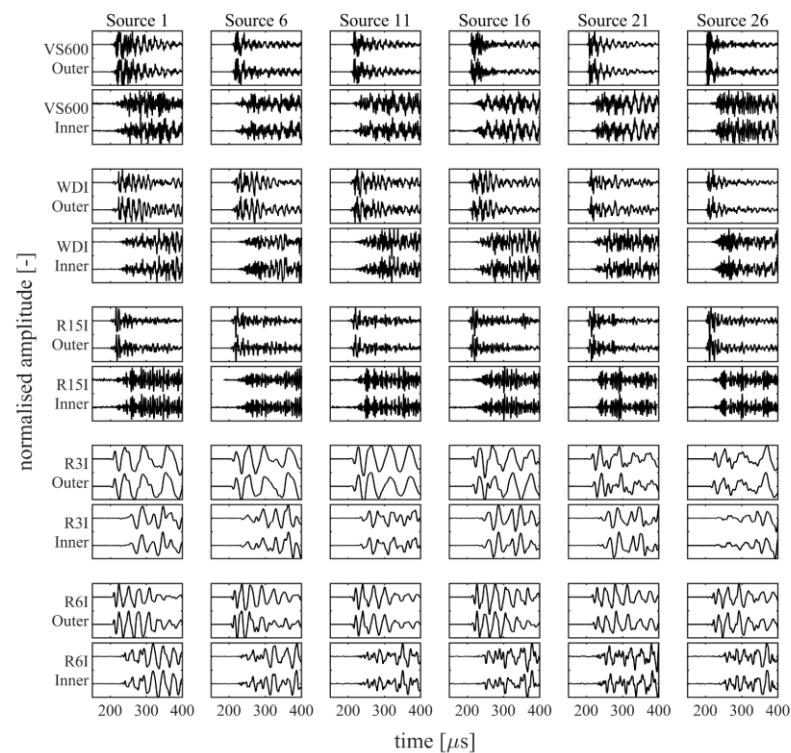 Source 1 Source 6 Source 11 Source 16 Source 21 Source 26
VS600
Outer
VS600
Inner
WDI
Outer
WDI
Inner
R15I
Outer
R15I
Inner
R3I
Outer
R3I
Inner
R6I
Outer
R6I
Inner
normalised amplitude [-]
200 300 400 200 300 400 200 300 400 200 300 400 200 300 400 200 300 400
time [μs]